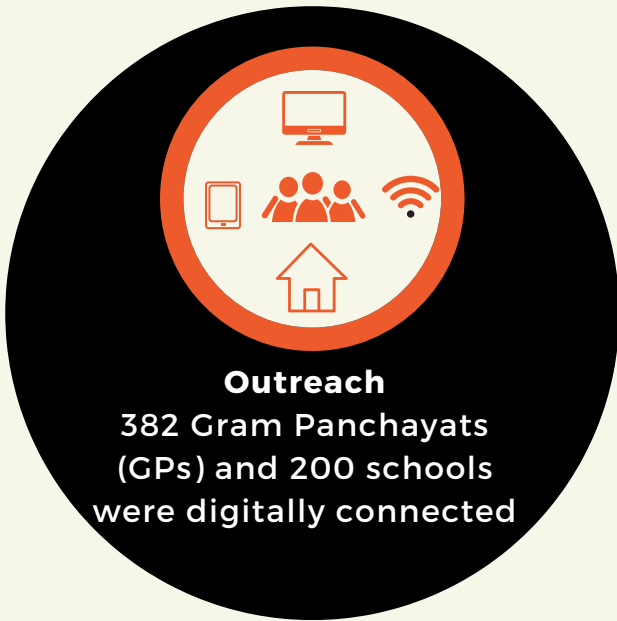 Outreach
382 Gram Panchayats
(GPs) and 200 schools
were digitally connected